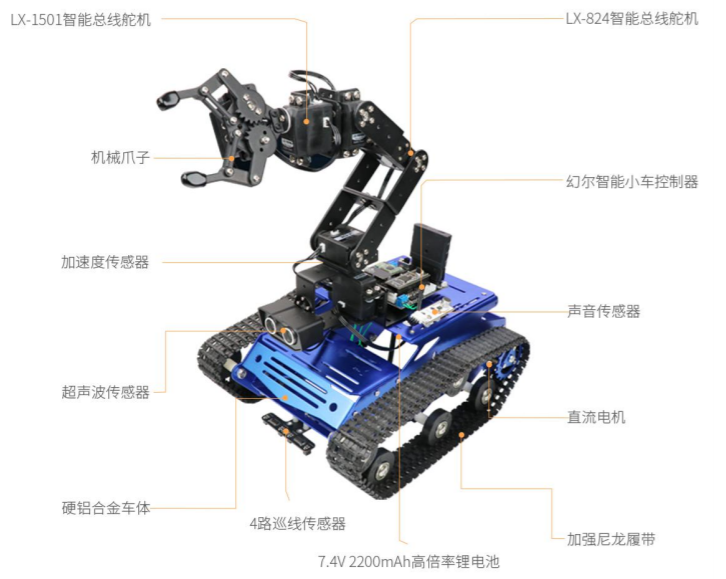 LX-1501智能总线舵机
LX-824智能总线舵机
机械爪子
幻尔智能小车控制器
加速度传感器
声音传感器
超声波传感器
直流电机
硬铝合金车体
4路巡线传感器
加强尼龙履带
7.4V 2200mAh高倍率锂电池